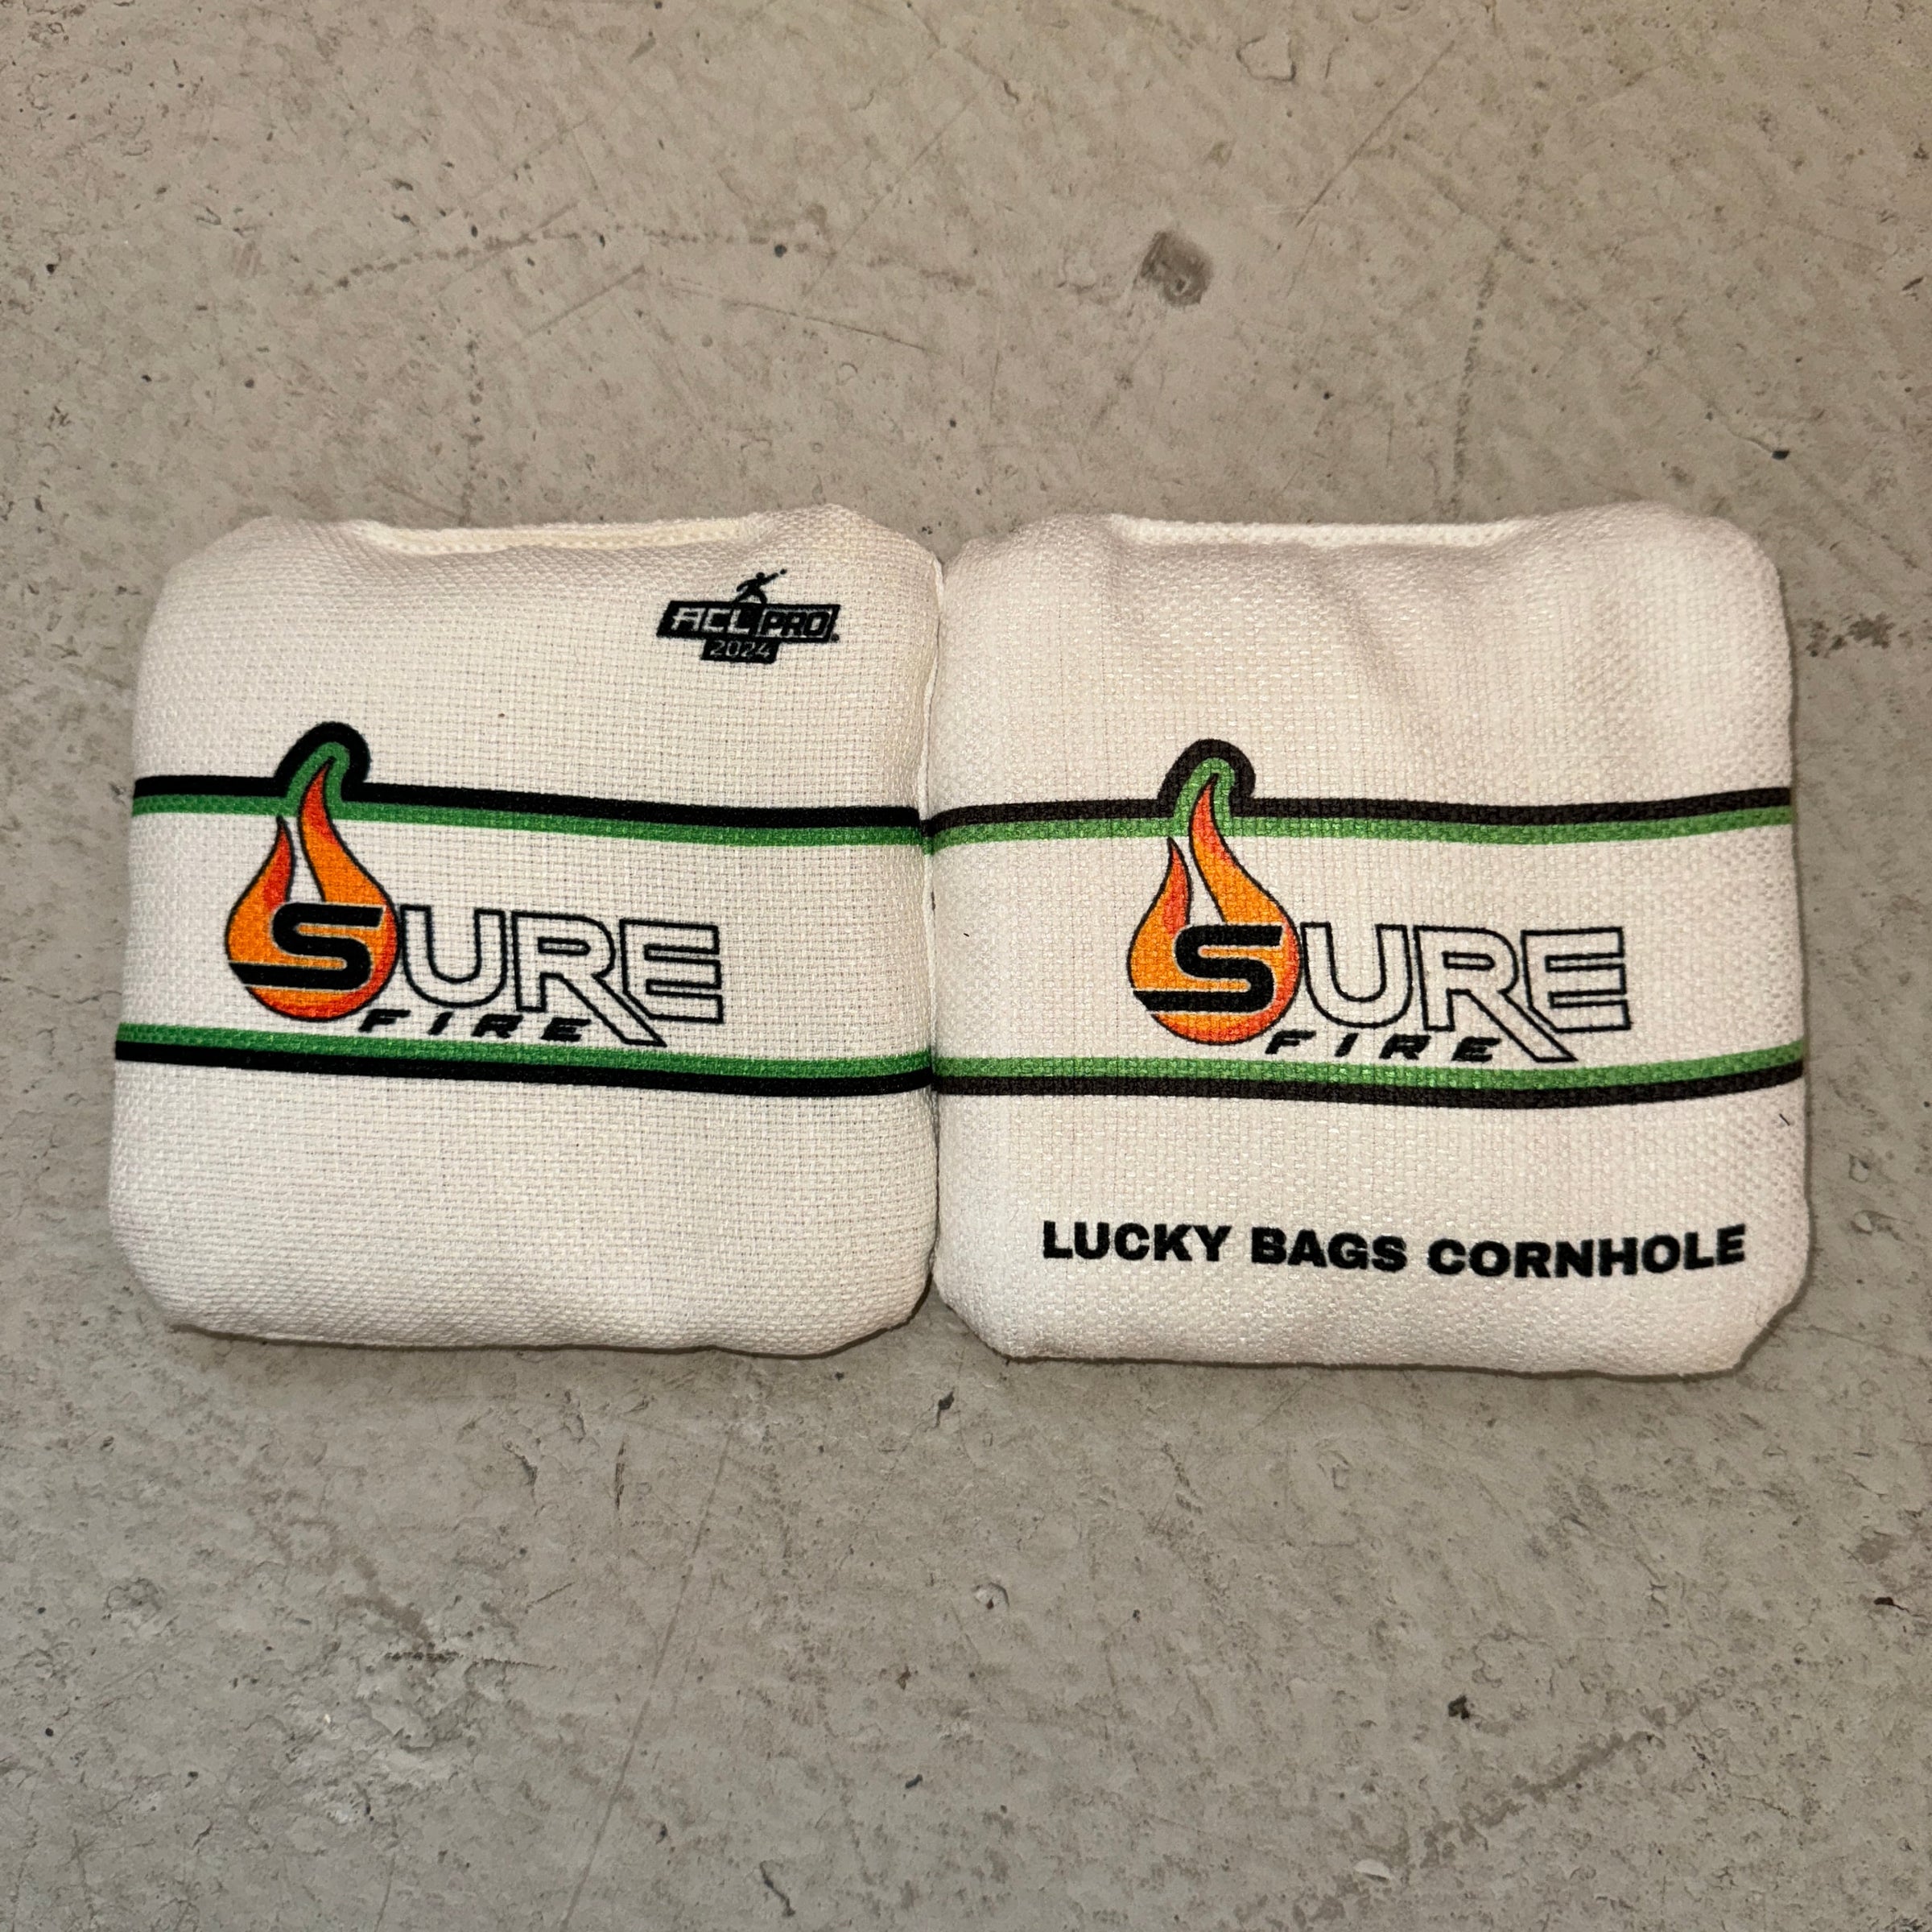 ACL PRO
2024
SURE
FIRE
SURE
FIRE
LUCKY BAGS CORNHOLE